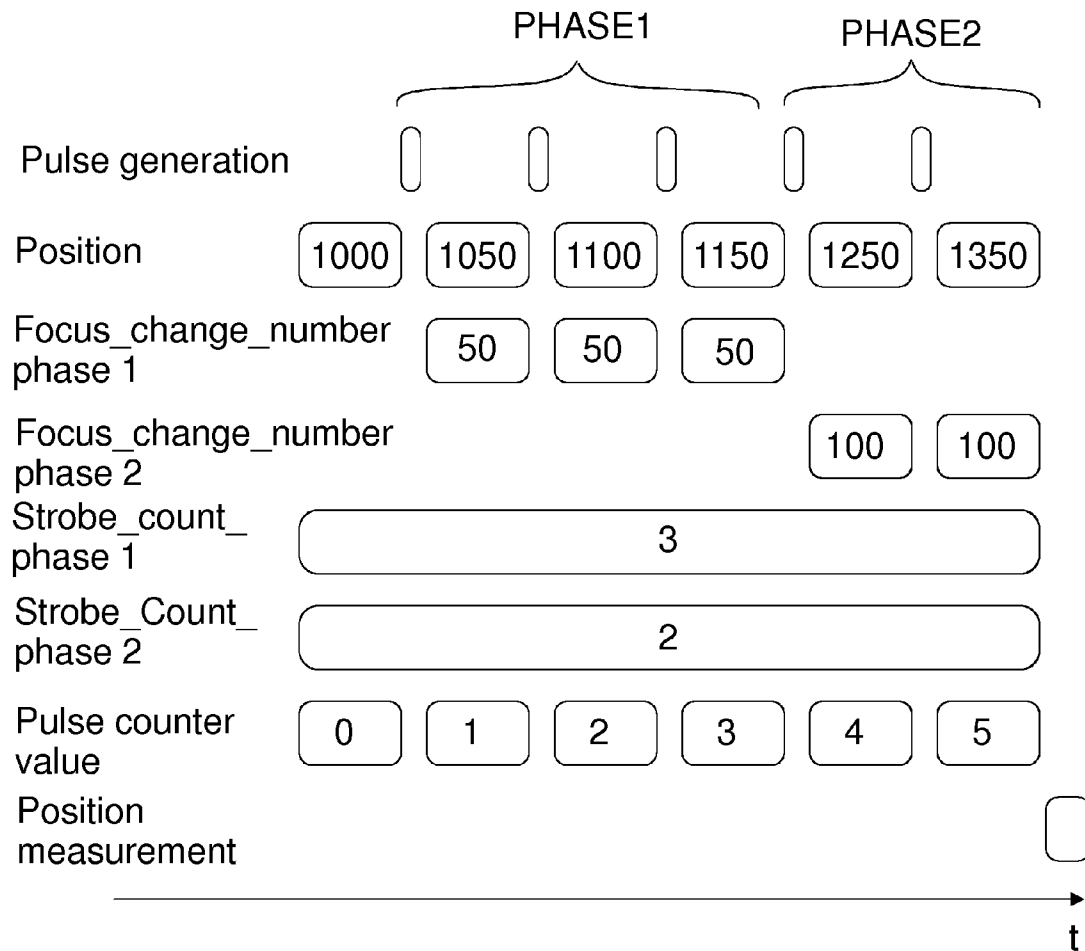 PHASE1
PHASE2
Pulse generation
Position
1000 1050 1100 1150 1250 1350
Focus_change_number
phase 1
50 50 50
Focus_change_number
phase 2
100 100
Strobe_count_
phase 1
3
Strobe_Count_
phase 2
2
Pulse counter
value
0 1 2 3 4 5
Position
measurement
t